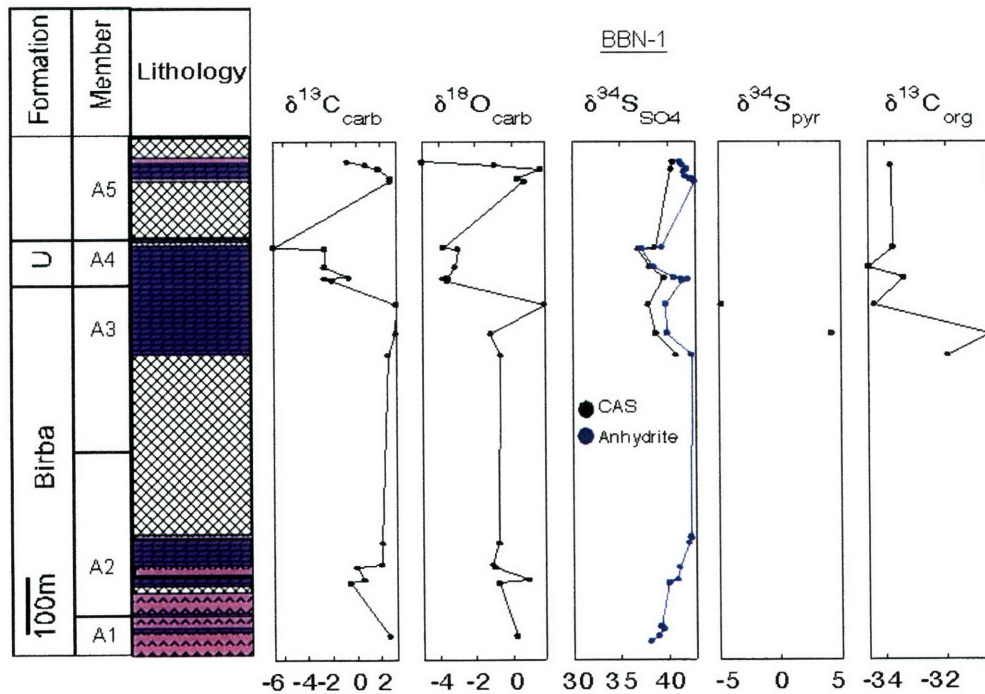 BBN-1
Formation
Member
Lithology
δ13Ccarb
δ18Ocarb
δ34SSO4
δ34Spyr
δ13Corg
A5
U
A4
A3
Birba
A2
A1
100m
CAS
Anhydrite
-6 -4 -2 0 2
-4 -2 0
30 35 40
-5 0 5
-34 -32